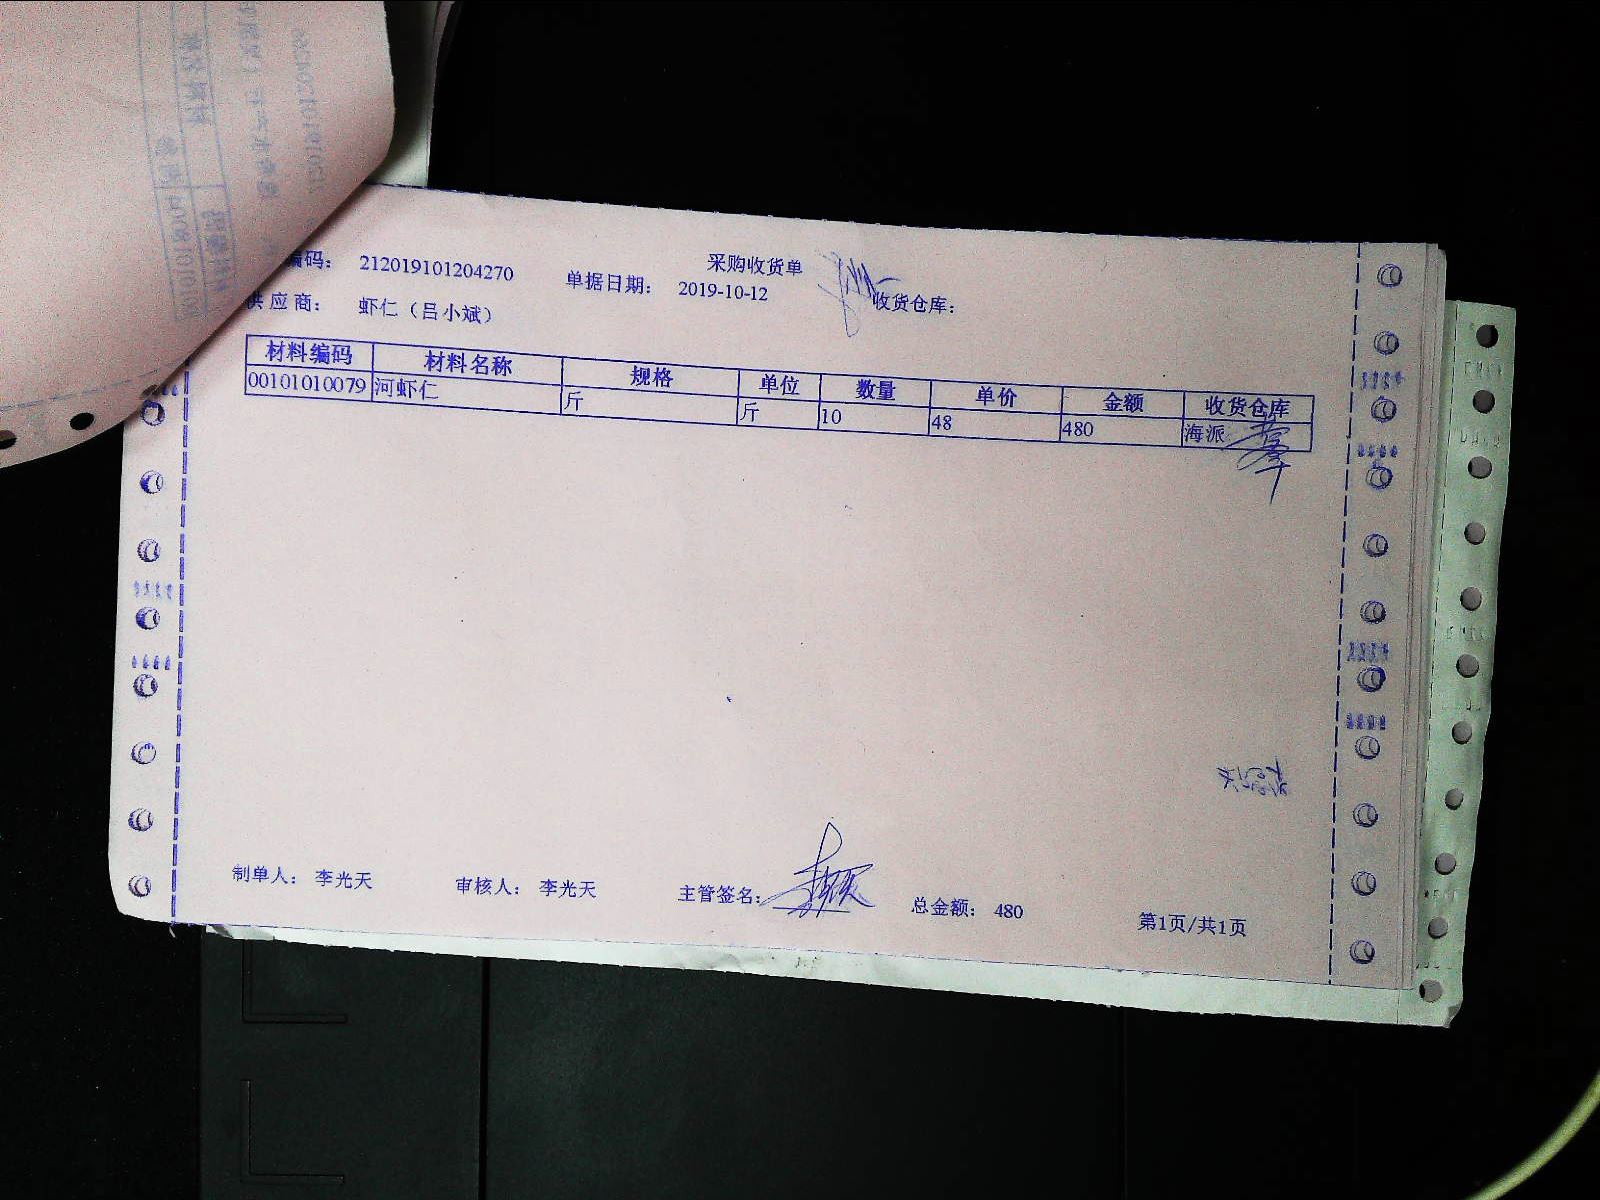 采购收货单
编码： 212019101204270 单据日期： 2019-10-12 收货仓库：
供应商： 虾仁（吕小斌）
材料编码 材料名称 规格 单位 数量 单价 金额 收货仓库
00101010079 河虾仁 斤 斤 10 48 480 海派
制单人： 李光天 审核人： 李光天 主管签名： 总金额： 480 第1页/共1页